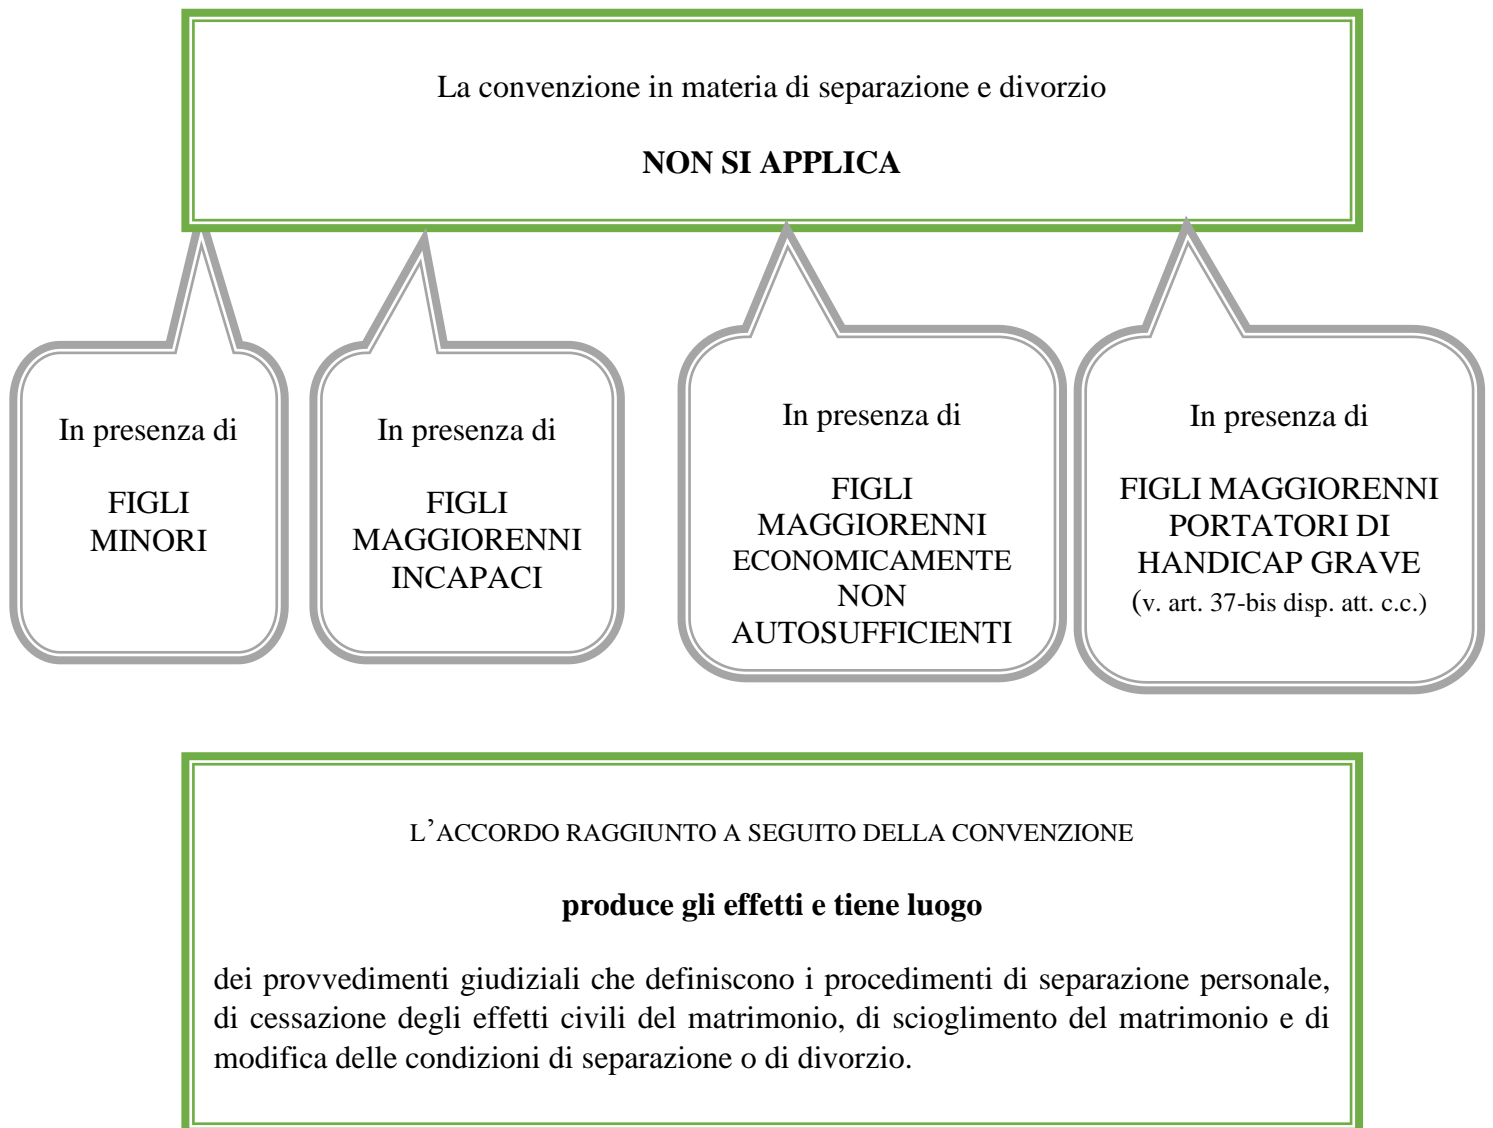 La convenzione in materia di separazione e divorzio
NON SI APPLICA
In presenza di
FIGLI
MINORI
In presenza di
FIGLI
MAGGIORENNI
INCAPACI
In presenza di
FIGLI
MAGGIORENNI
ECONOMICAMENTE
NON
AUTOSUFFICIENTI
In presenza di
FIGLI MAGGIORENNI
PORTATORI DI
HANDICAP GRAVE
(v. art. 37-bis disp. att. c.c.)
L’ACCORDO RAGGIUNTO A SEGUITO DELLA CONVENZIONE
produce gli effetti e tiene luogo
dei provvedimenti giudiziali che definiscono i procedimenti di separazione personale,
di cessazione degli effetti civili del matrimonio, di scioglimento del matrimonio e di
modifica delle condizioni di separazione o di divorzio.